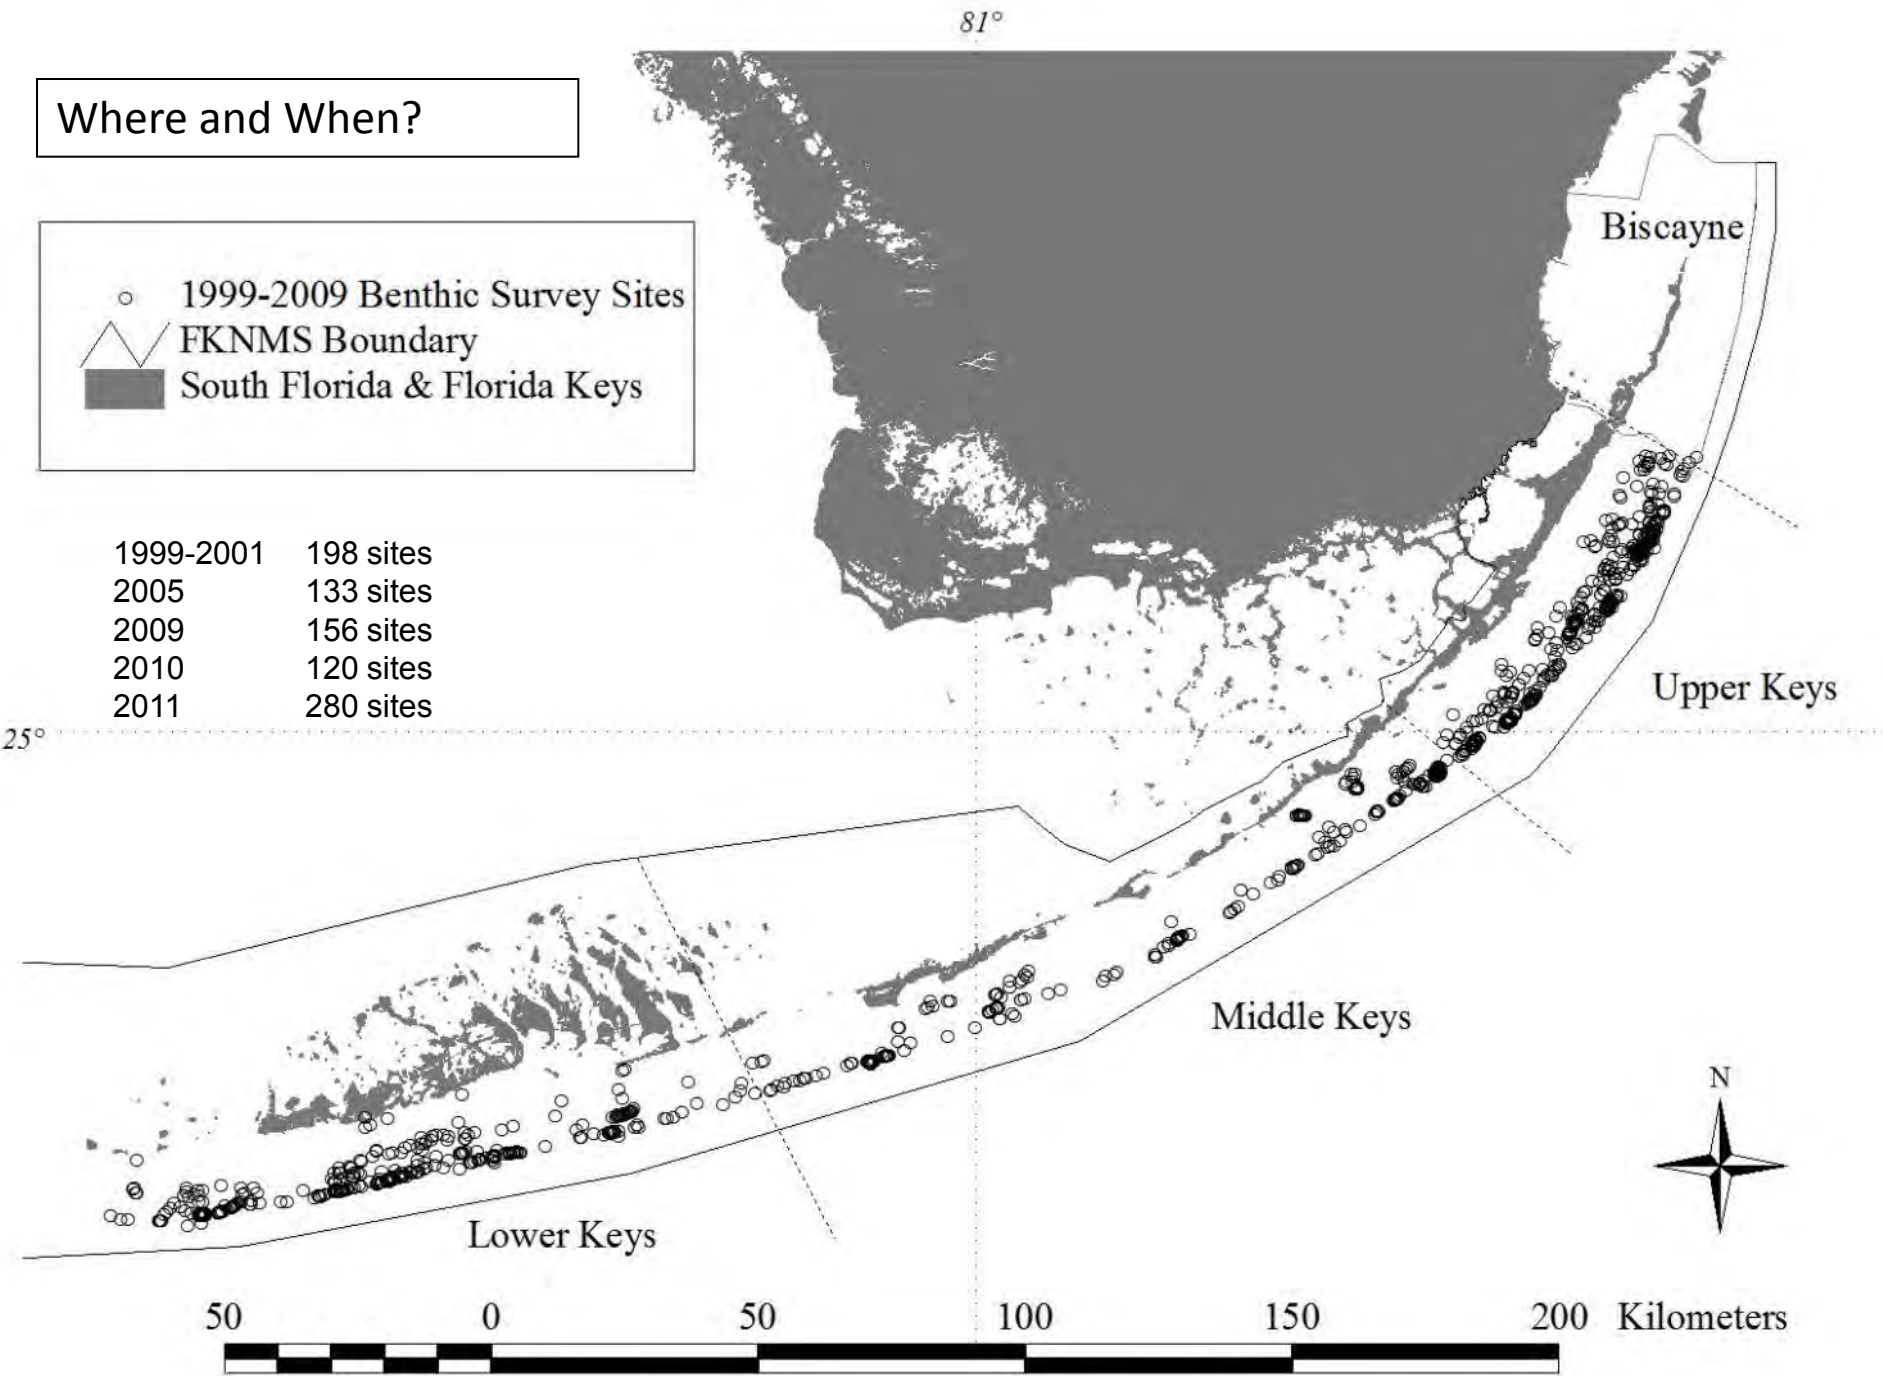 81°
Where and When?
Biscayne
1999-2009 Benthic Survey Sites
FKNMS Boundary
South Florida & Florida Keys
1999-2001 198 sites
2005 133 sites
2009 156 sites
2010 120 sites
2011 280 sites
Upper Keys
25°
Middle Keys
N
Lower Keys
50 0 50 100 150 200 Kilometers